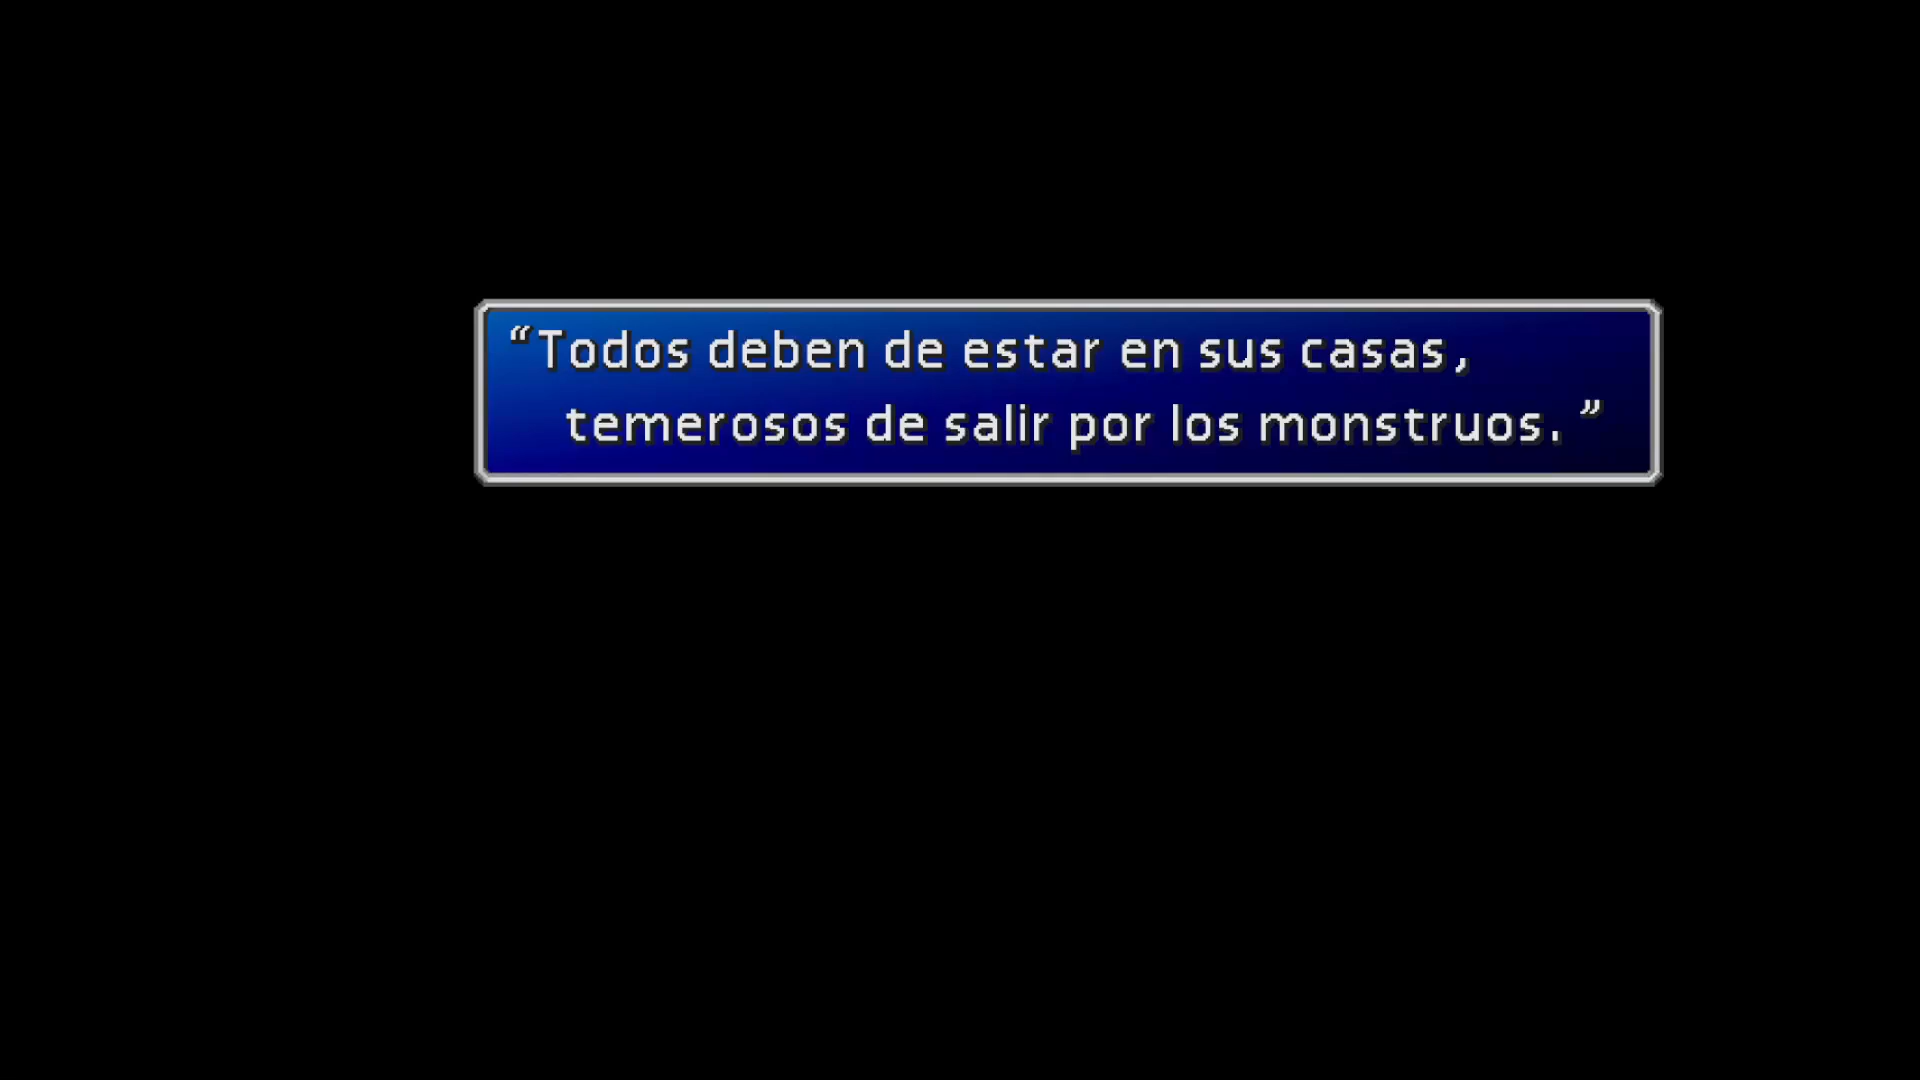 “Todos deben de estar en sus casas,
temerosos de salir por los monstruos.”